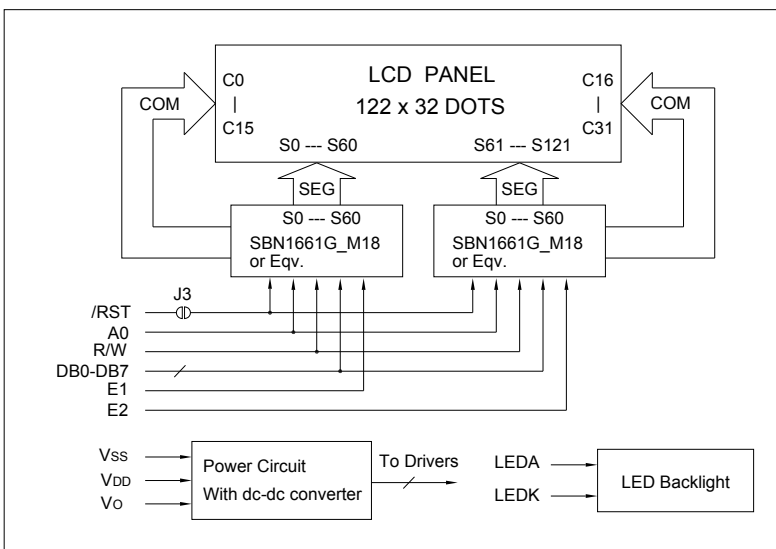 LCD PANEL
122 x 32 DOTS
C0
|
C15
C16
|
C31
COM
COM
S0 --- S60
S61 --- S121
SEG
SEG
S0 --- S60
SBN1661G_M18
or Eqv.
S0 --- S60
SBN1661G_M18
or Eqv.
J3
/RST
A0
R/W
DB0-DB7
E1
E2
VSS
VDD
VO
Power Circuit
With dc-dc converter
To Drivers
LEDA
LEDK
LED Backlight